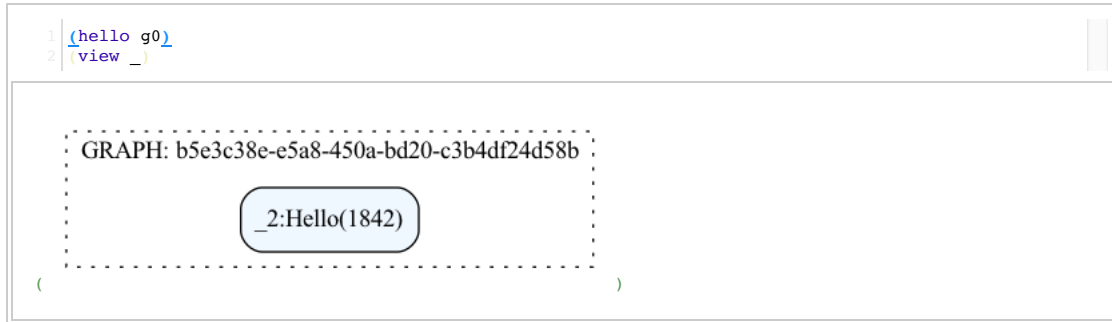 1 (hello g0)
2 (view _)
GRAPH: b5e3c38e-e5a8-450a-bd20-c3b4df24d58b
_2:Hello(1842)
( )